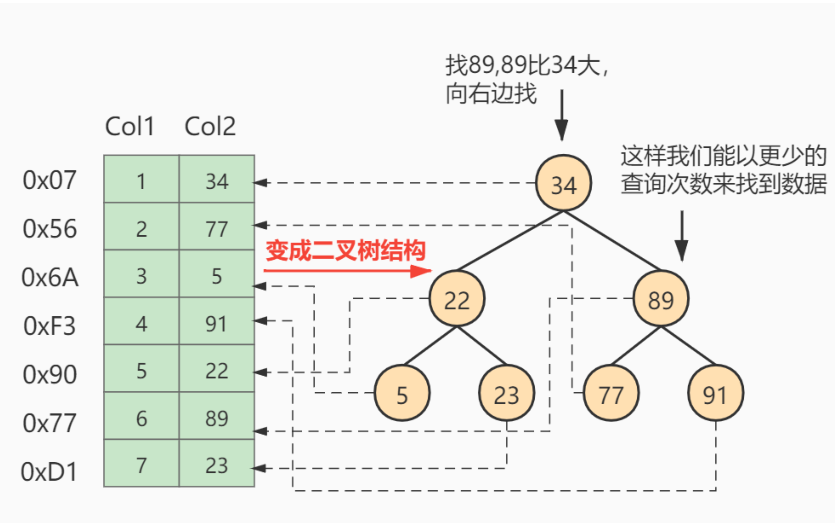 找89,89比34大，
向右边找
Col1 Col2
这样我们能以更少的
查询次数来找到数据
0x07 1 34
0x56 2 77
0x6A 3 5
0xF3 4 91
0x90 5 22
0x77 6 89
0xD1 7 23
变成二叉树结构
34
22 89
5 23 77 91